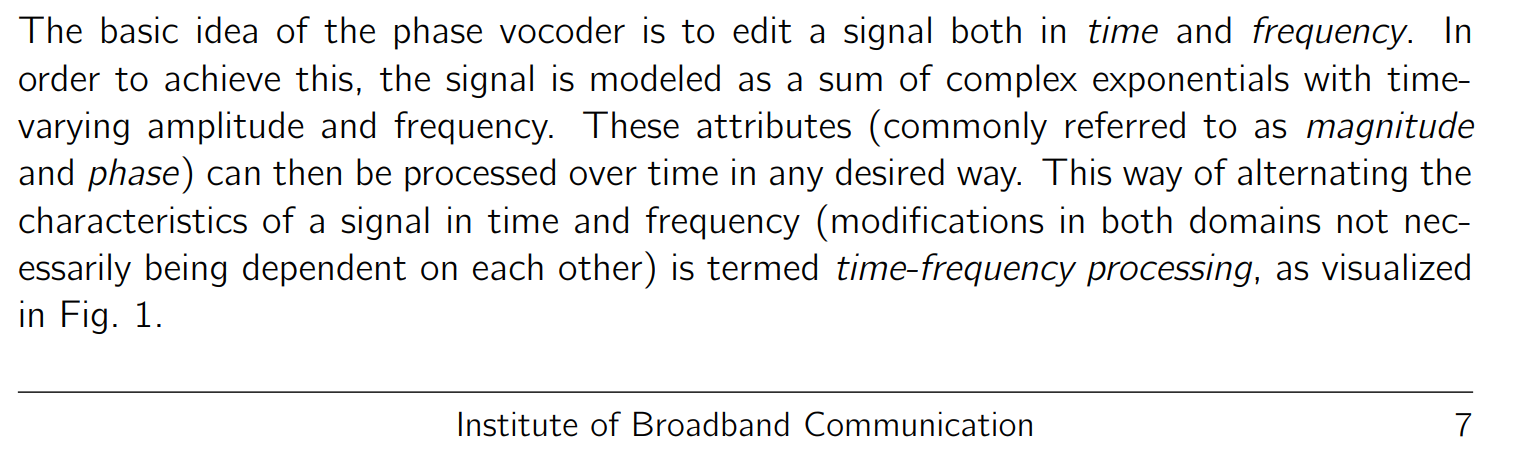 The basic idea of the phase vocoder is to edit a signal both in time and frequency. In
order to achieve this, the signal is modeled as a sum of complex exponentials with time-
varying amplitude and frequency. These attributes (commonly referred to as magnitude
and phase) can then be processed over time in any desired way. This way of alternating the
characteristics of a signal in time and frequency (modifications in both domains not nec-
essarily being dependent on each other) is termed time-frequency processing, as visualized
in Fig. 1.
Institute of Broadband Communication 7